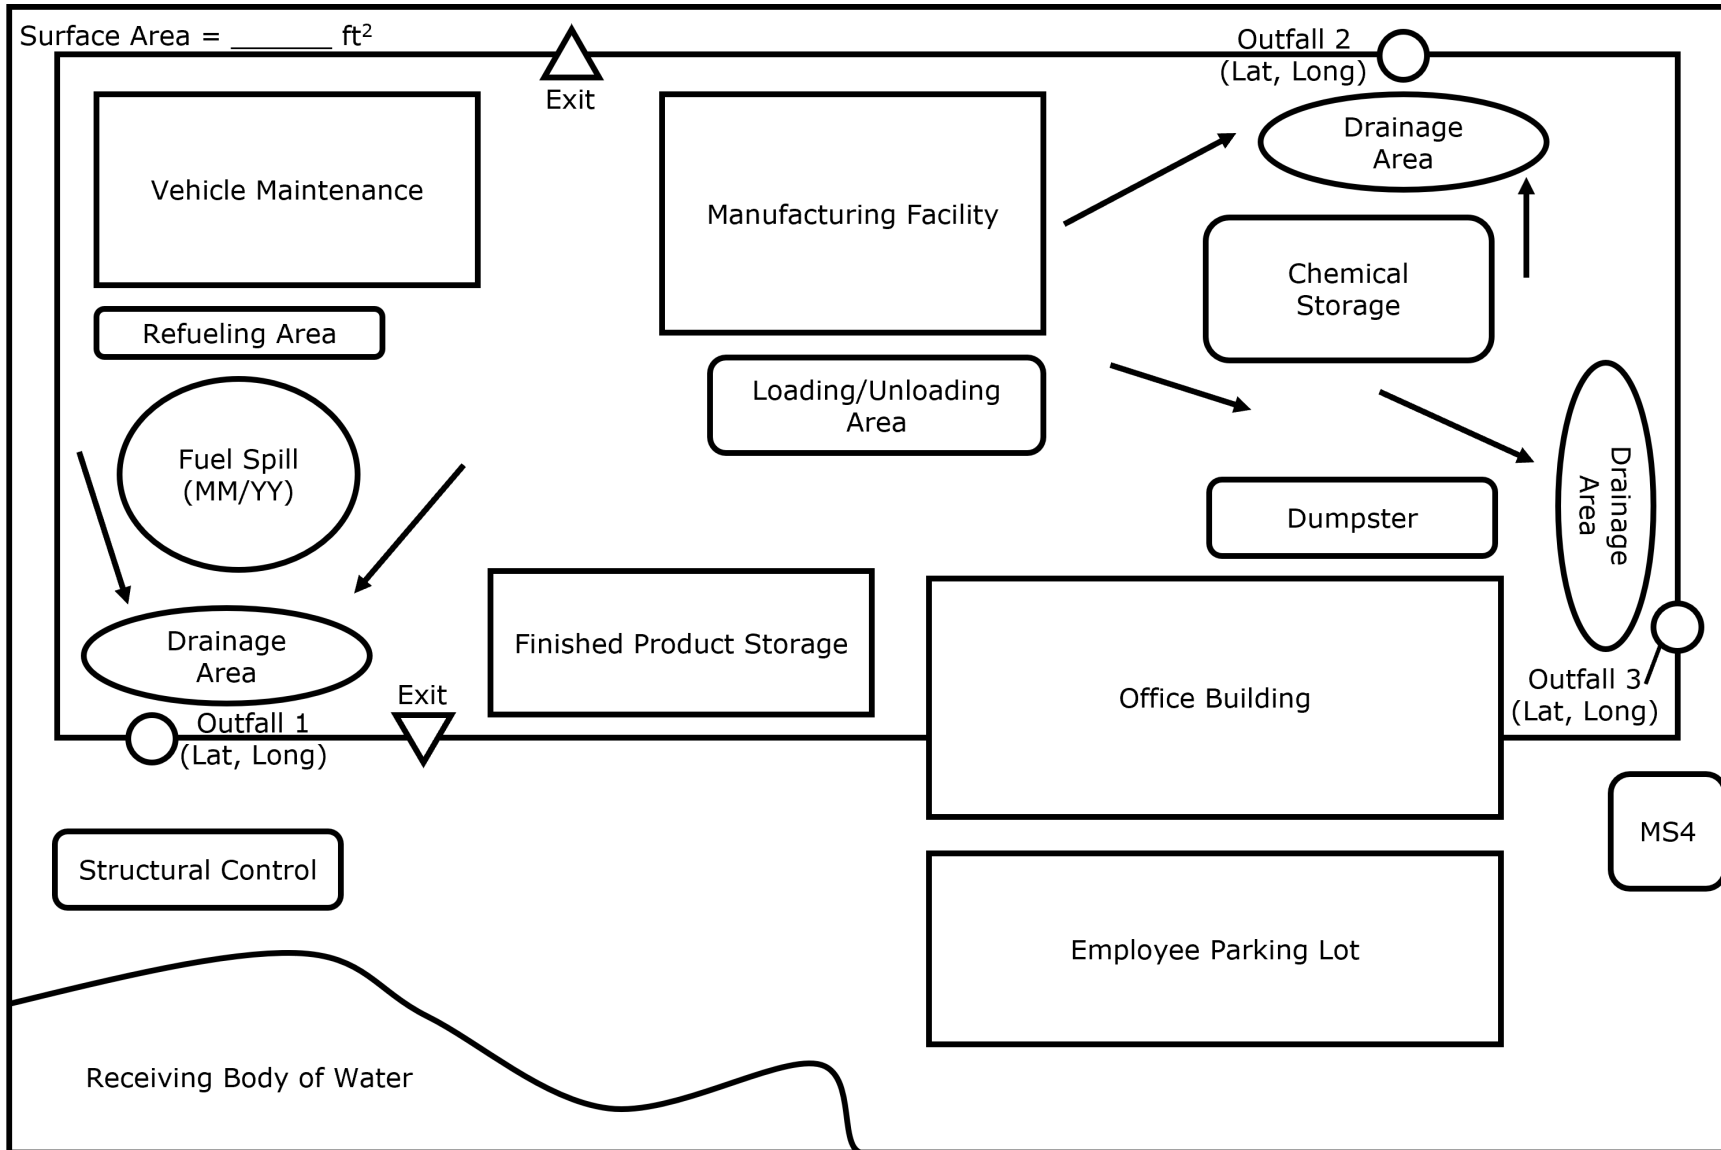 Surface Area = ______ ft²
Exit
Outfall 2
(Lat, Long)
Vehicle Maintenance
Manufacturing Facility
Drainage
Area
Chemical
Storage
Refueling Area
Loading/Unloading
Area
Fuel Spill
(MM/YY)
Dumpster
Drainage
Area
Drainage
Area
Finished Product Storage
Office Building
Exit
Outfall 1
(Lat, Long)
Outfall 3
(Lat, Long)
MS4
Structural Control
Employee Parking Lot
Receiving Body of Water